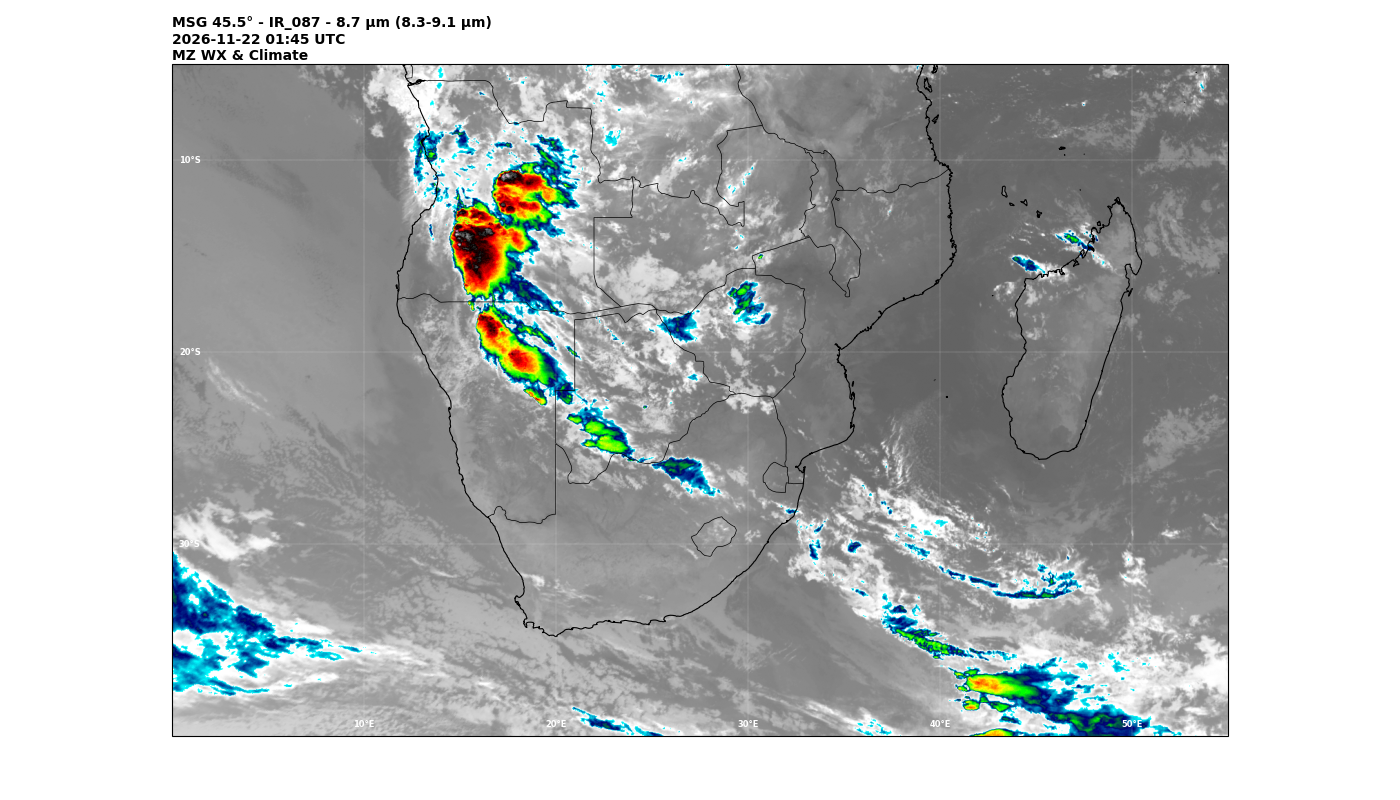 MSG 45.5° - IR_087 - 8.7 µm (8.3-9.1 µm)
2026-11-22 01:45 UTC
MZ WX & Climate
10°S
20°S
30°S
10°E
20°E
30°E
40°E
50°E